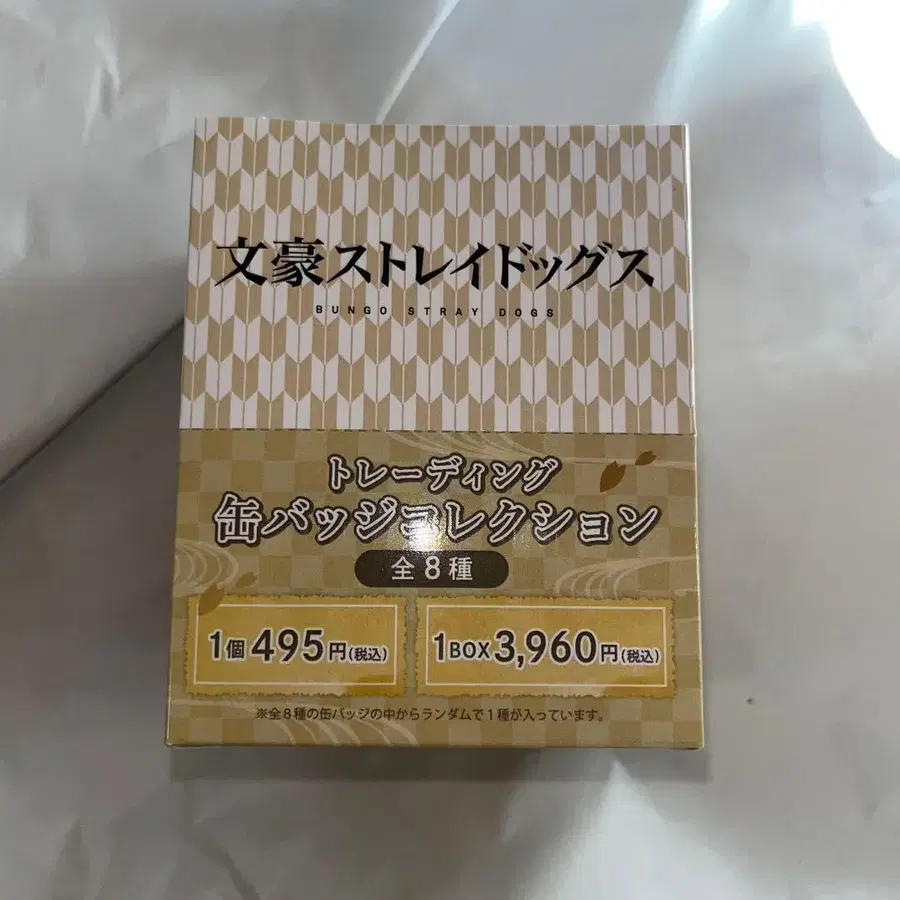 文豪ストレイドッグス
BUNGO STRAY DOGS
トレーディング
缶バッジコレクション
全8種
1個 495円(税込)
1BOX 3,960円(税込)
※全8種の缶バッジの中からランダムで1種が入っています。